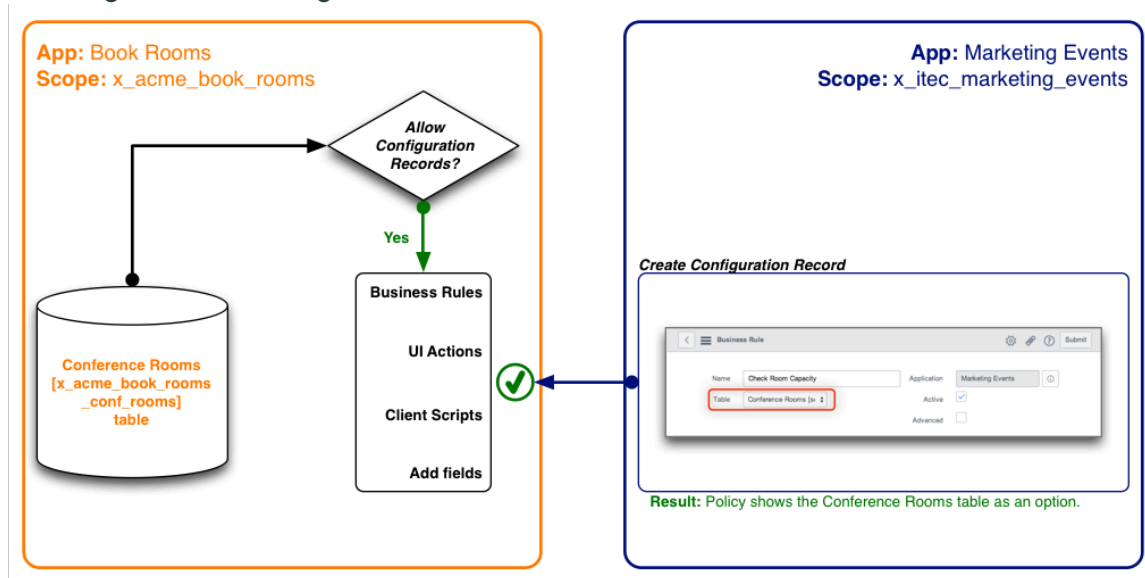 App: Book Rooms
Scope: x_acme_book_rooms
Allow
Configuration
Records?
Yes
Business Rules
UI Actions
Client Scripts
Add fields
Conference Rooms
[x_acme_book_rooms
_conf_rooms]
table
App: Marketing Events
Scope: x_itec_marketing_events
Create Configuration Record
Business Rule
Submit
Name Check Room Capacity Application Marketing Events
Table Conference Rooms Active
Advanced
Result: Policy shows the Conference Rooms table as an option.